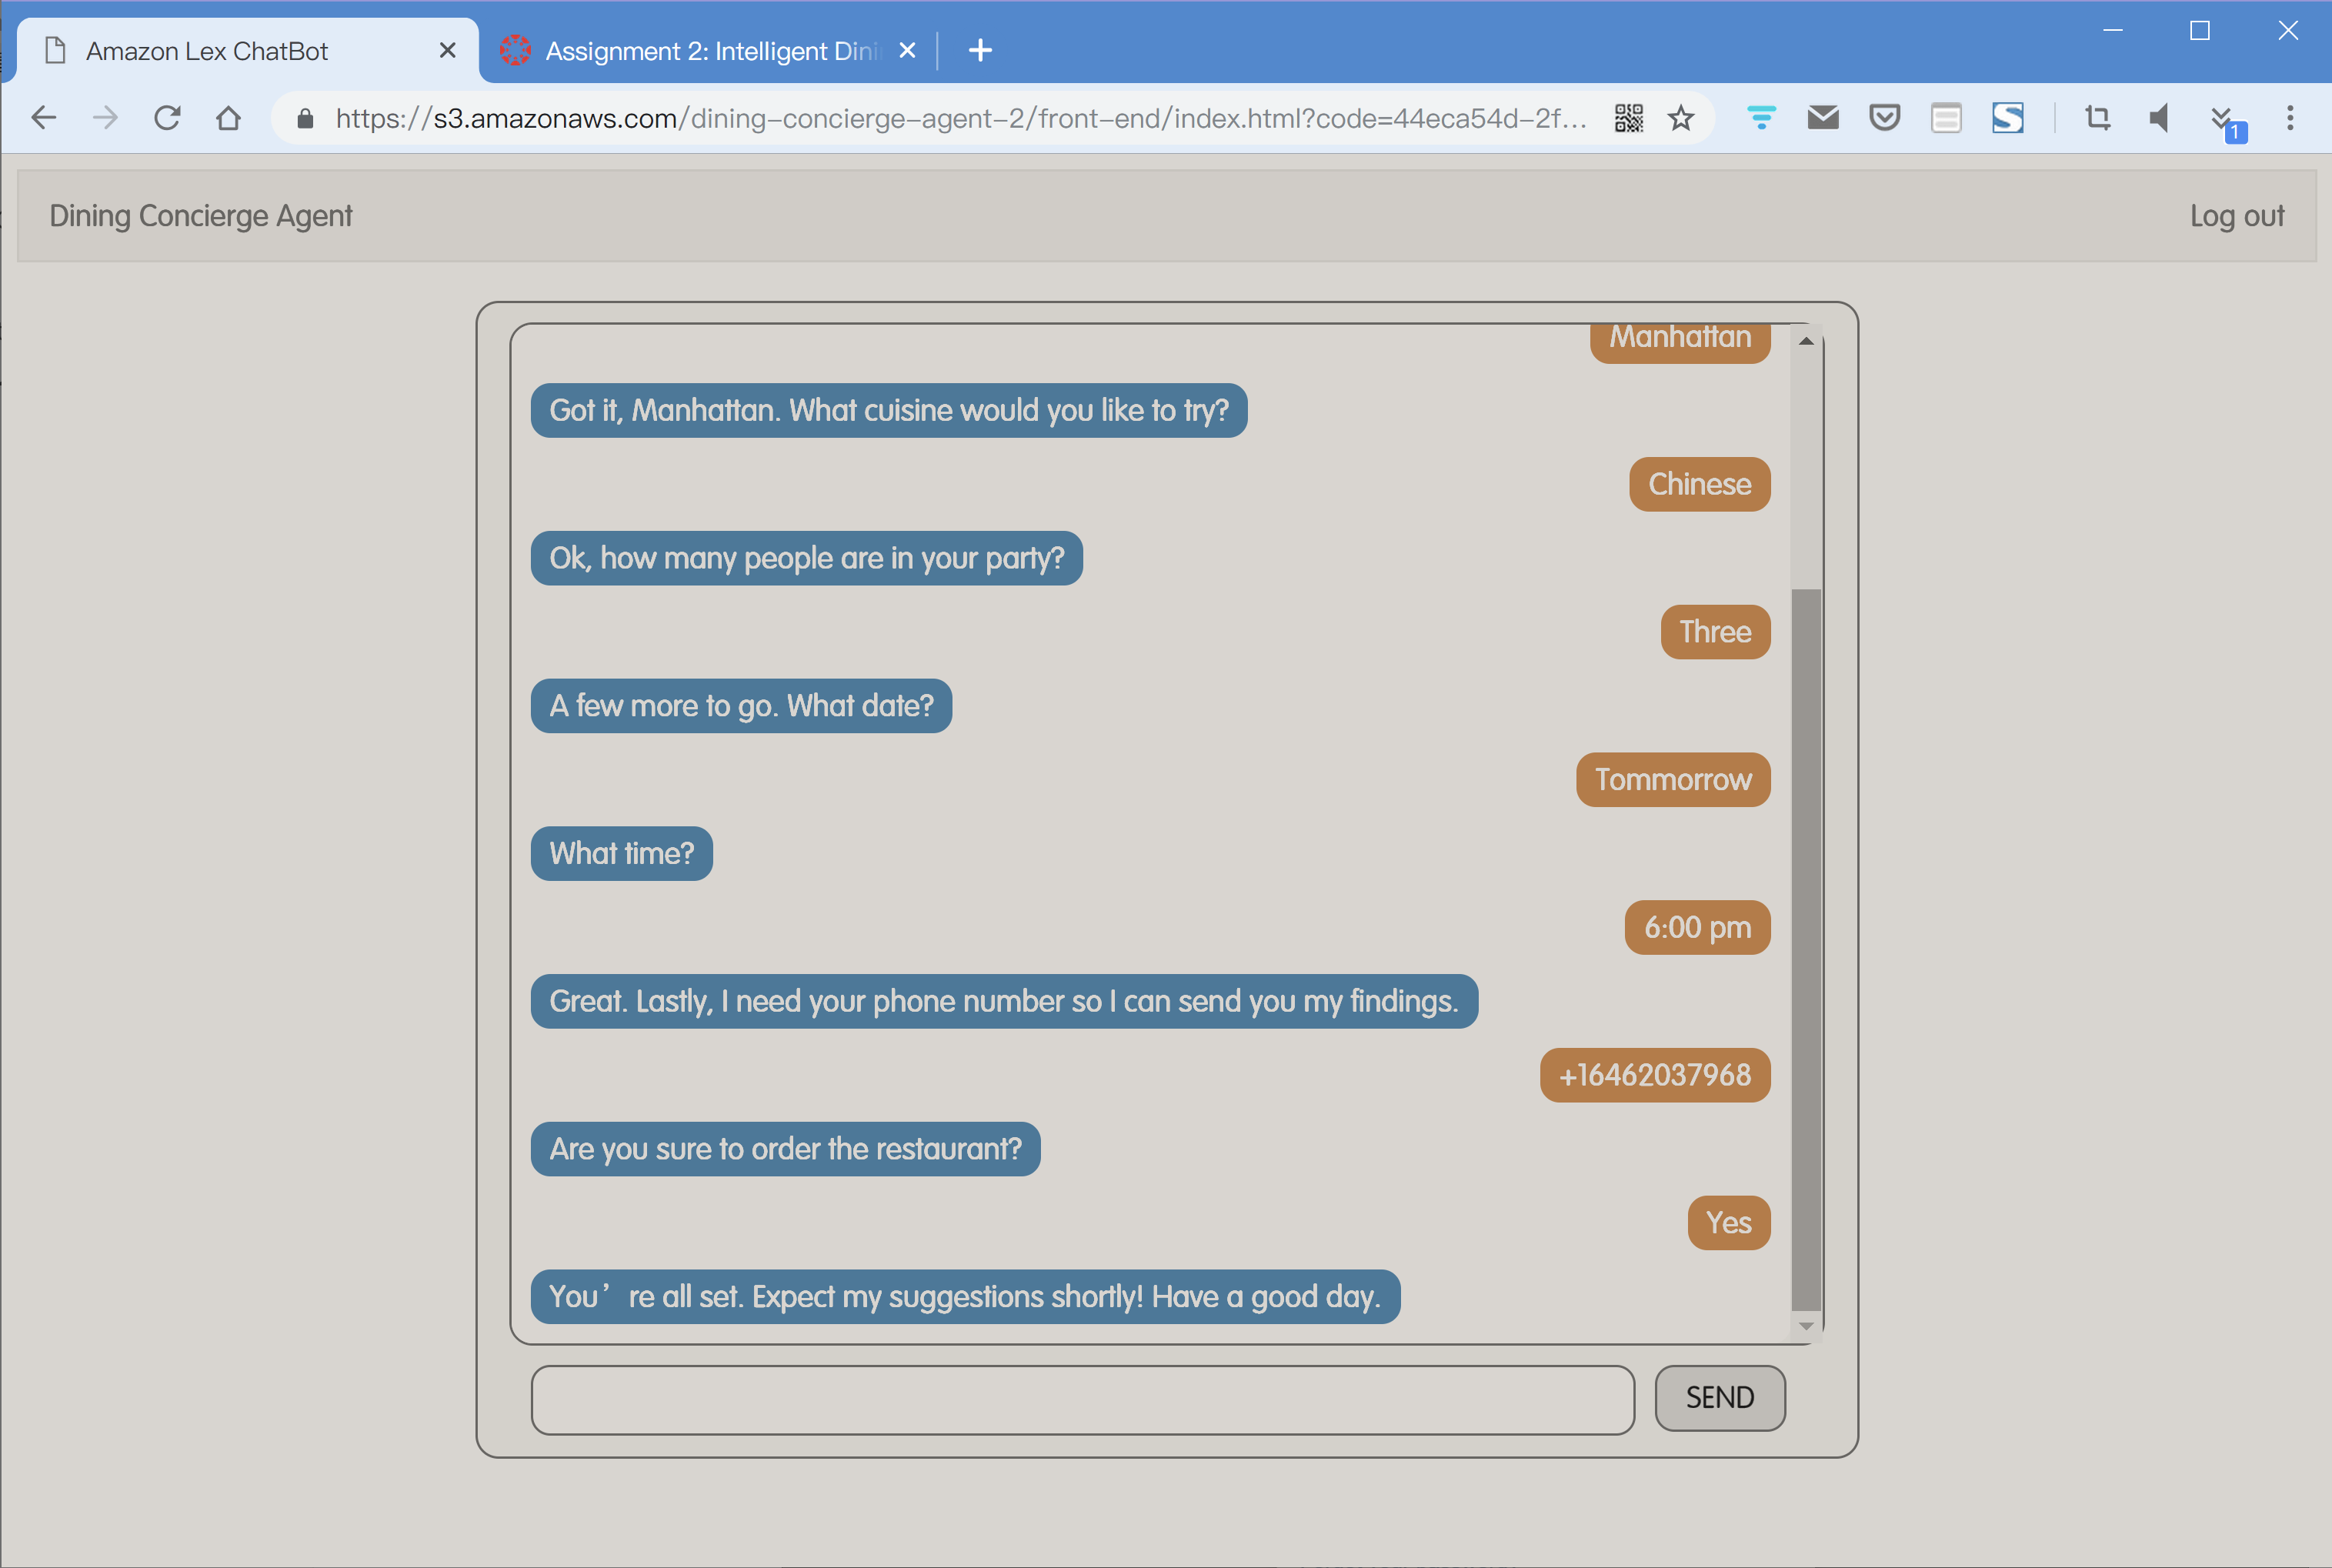 Amazon Lex ChatBot
Assignment 2: Intelligent Dini
https://s3.amazonaws.com/dining-concierge-agent-2/front-end/index.html?code=44eca54d-2f...
1
Dining Concierge Agent
Log out
Manhattan
Got it, Manhattan. What cuisine would you like to try?
Chinese
Ok, how many people are in your party?
Three
A few more to go. What date?
Tommorrow
What time?
6:00 pm
Great. Lastly, I need your phone number so I can send you my findings.
+16462037968
Are you sure to order the restaurant?
Yes
You’re all set. Expect my suggestions shortly! Have a good day.
SEND